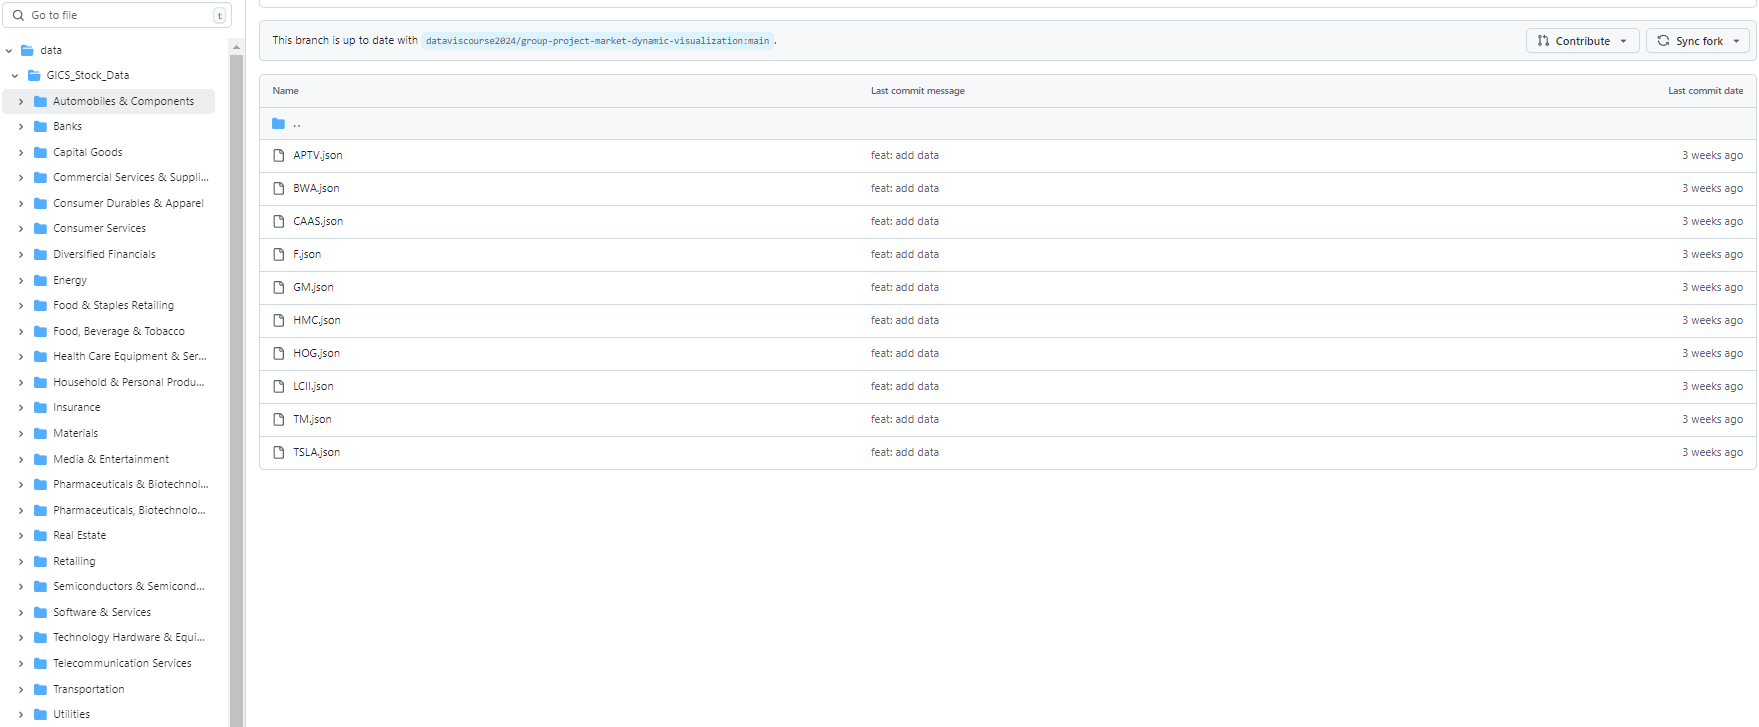 Go to file
t
data
GICS_Stock_Data
Automobiles & Components
Banks
Capital Goods
Commercial Services & Suppli...
Consumer Durables & Apparel
Consumer Services
Diversified Financials
Energy
Food & Staples Retailing
Food, Beverage & Tobacco
Health Care Equipment & Ser...
Household & Personal Produ...
Insurance
Materials
Media & Entertainment
Pharmaceuticals & Biotechnol...
Pharmaceuticals, Biotechnolo...
Real Estate
Retailing
Semiconductors & Semicond...
Software & Services
Technology Hardware & Equi...
Telecommunication Services
Transportation
Utilities
This branch is up to date with dataviscourse2024/group-project-market-dynamic-visualization:main .
Contribute
Sync fork
Name Last commit message Last commit date
..
APTV.json feat: add data 3 weeks ago
BWA.json feat: add data 3 weeks ago
CAAS.json feat: add data 3 weeks ago
F.json feat: add data 3 weeks ago
GM.json feat: add data 3 weeks ago
HMC.json feat: add data 3 weeks ago
HOG.json feat: add data 3 weeks ago
LCII.json feat: add data 3 weeks ago
TM.json feat: add data 3 weeks ago
TSLA.json feat: add data 3 weeks ago